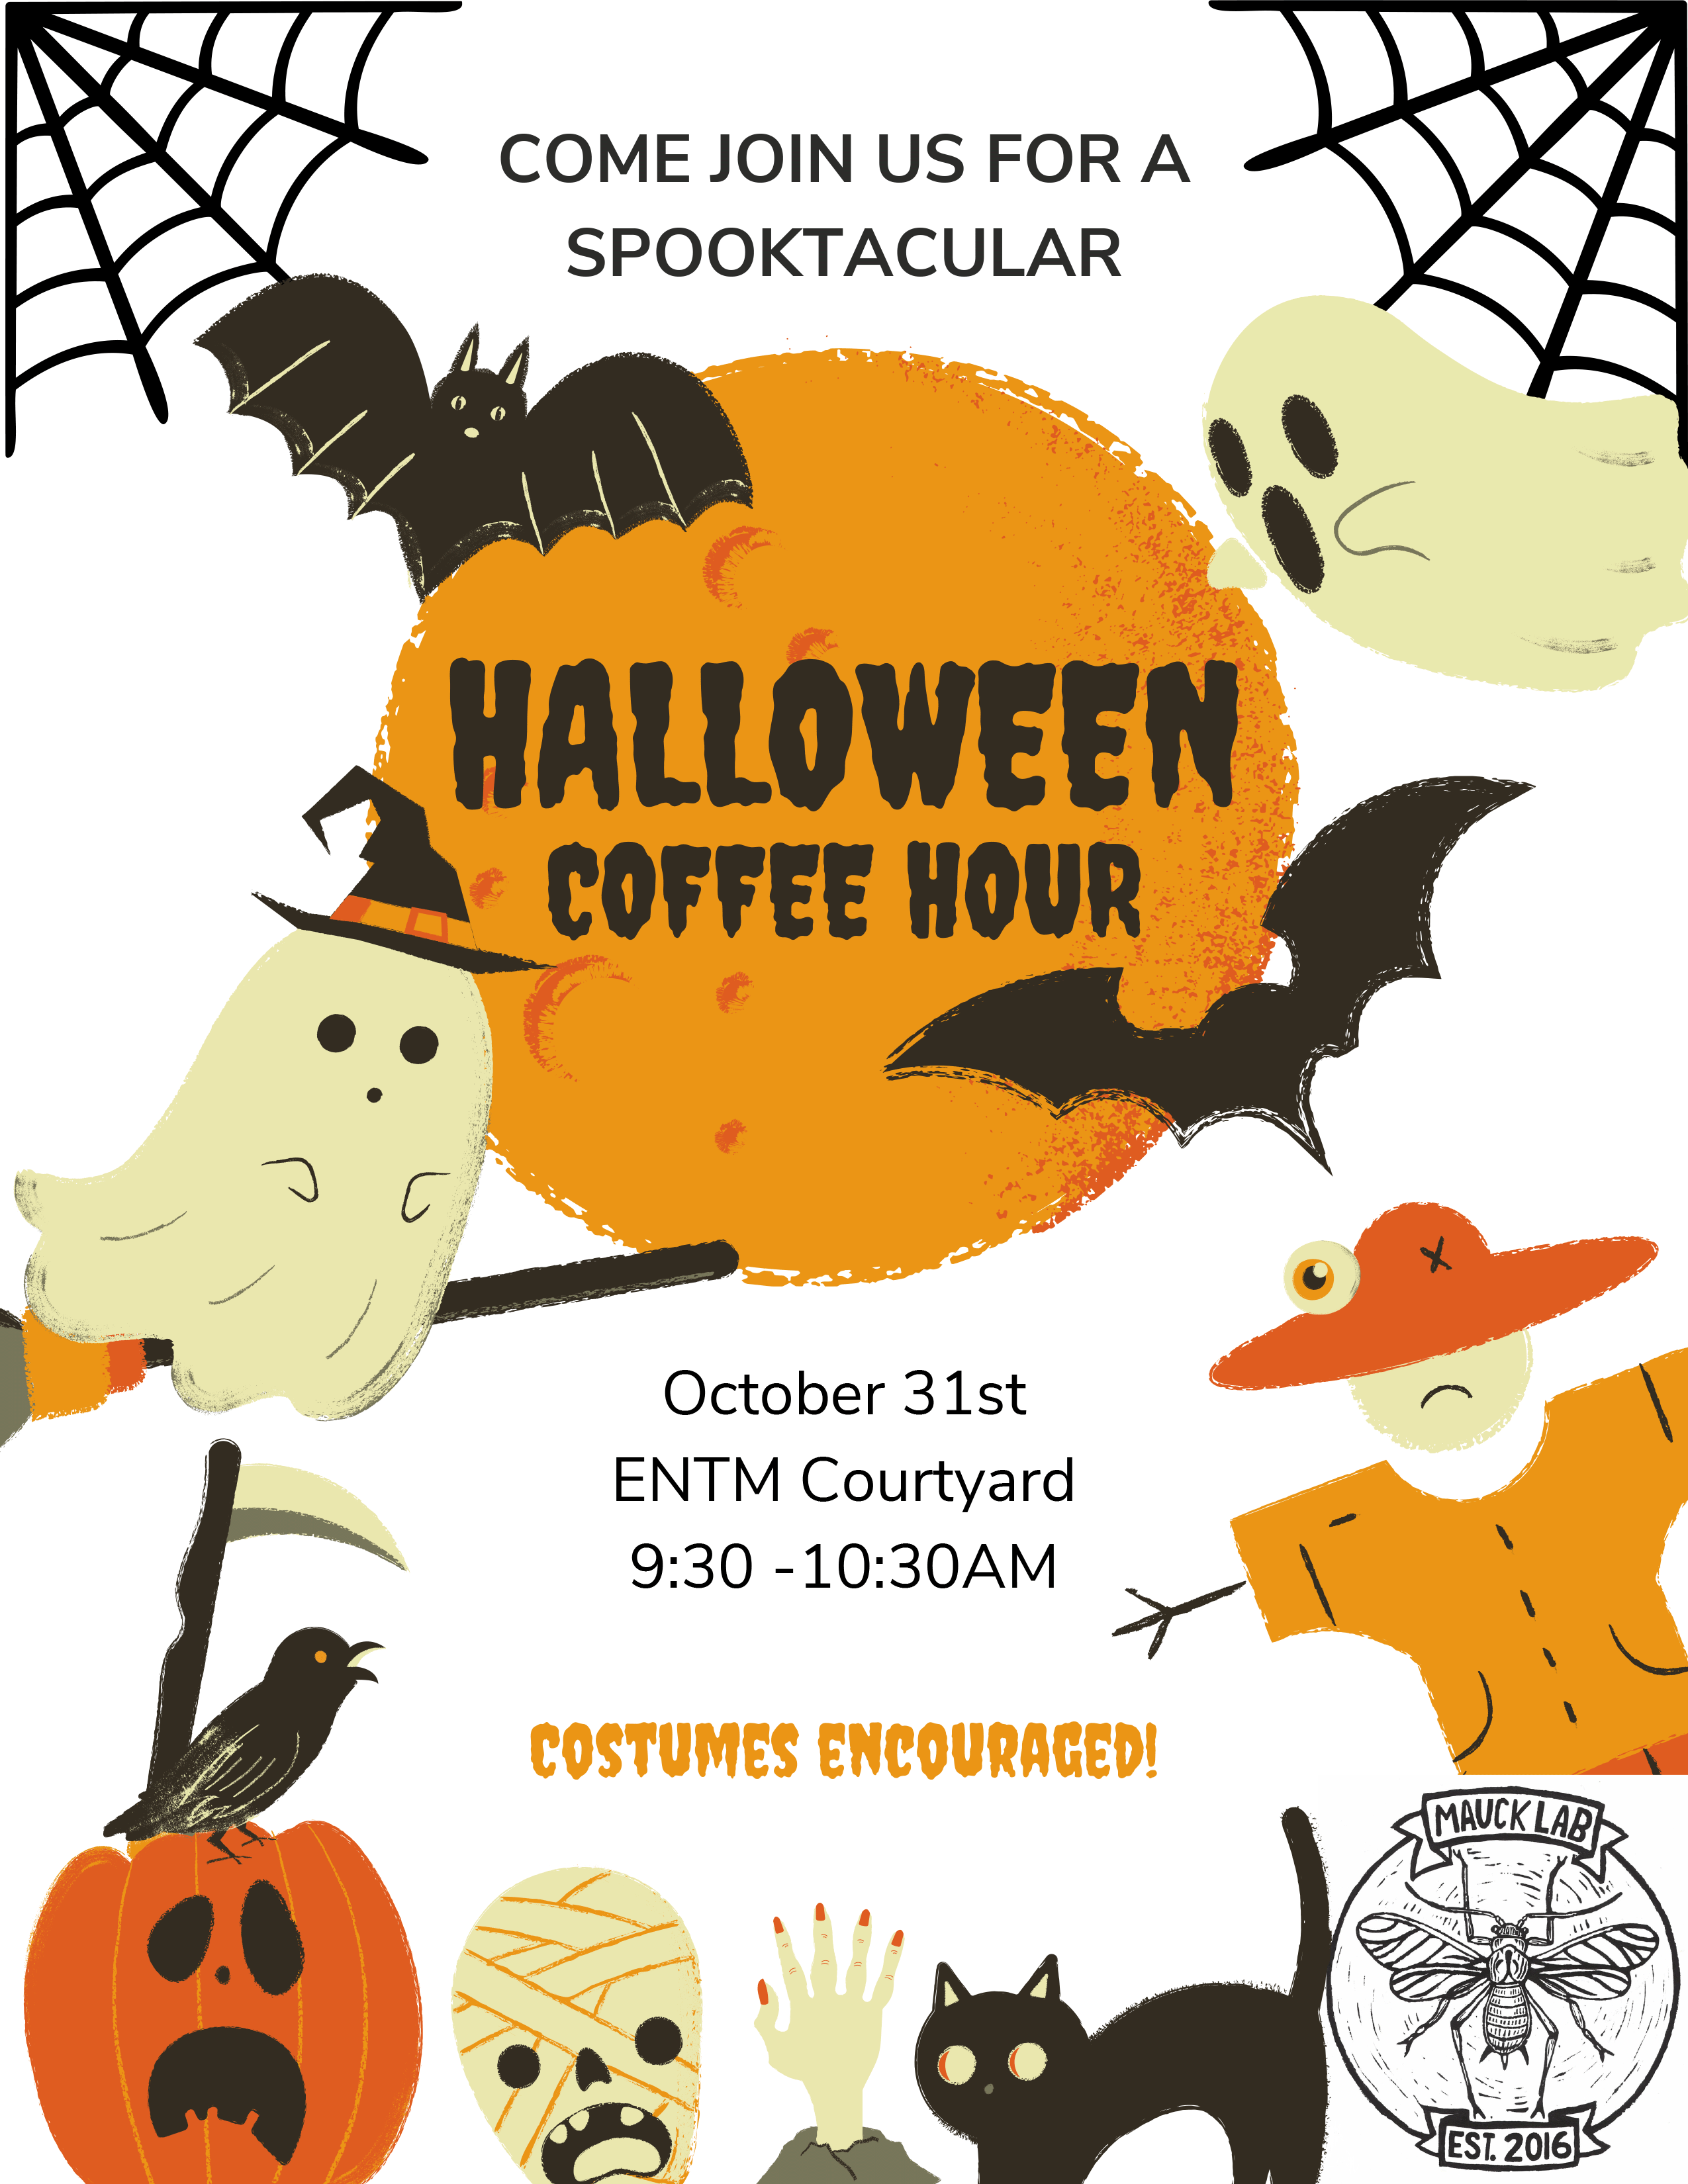 COME JOIN US FOR A
SPOOKTACULAR
HALLOWEEN
COFFEE HOUR
October 31st
ENTM Courtyard
9:30 -10:30AM
COSTUMES ENCOURAGED!
MAUCK LAB
EST. 2016